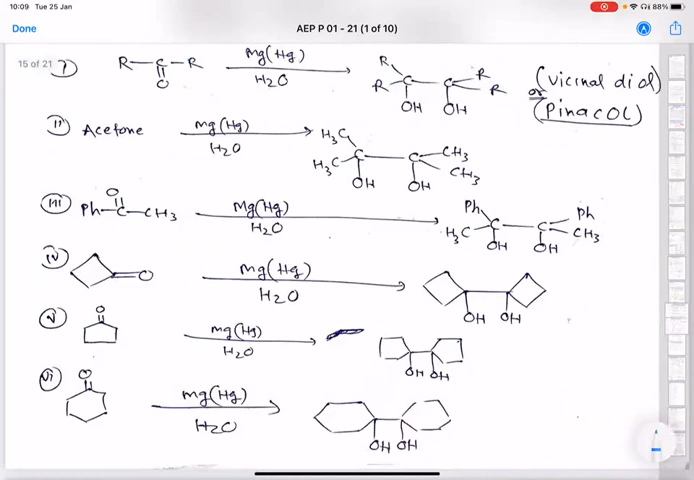 10:09 Tue 25 Jan
88%
Done
AEP P 01 - 21 (1 of 10)
15 of 21
i) R-C-R Mg(Hg) R C C R (vicinal diol)
O H2O R OH OH R or (Pinacol)
ii) Acetone Mg(Hg) H3C C C CH3
H2O H3C OH OH CH3
iii) O Ph-C-CH3 Mg(Hg) Ph C C Ph
H2O H3C OH OH CH3
iv) O Mg(Hg)
H2O OH OH
v) O Mg(Hg)
H2O OH OH
vi) O Mg(Hg)
H2O OH OH